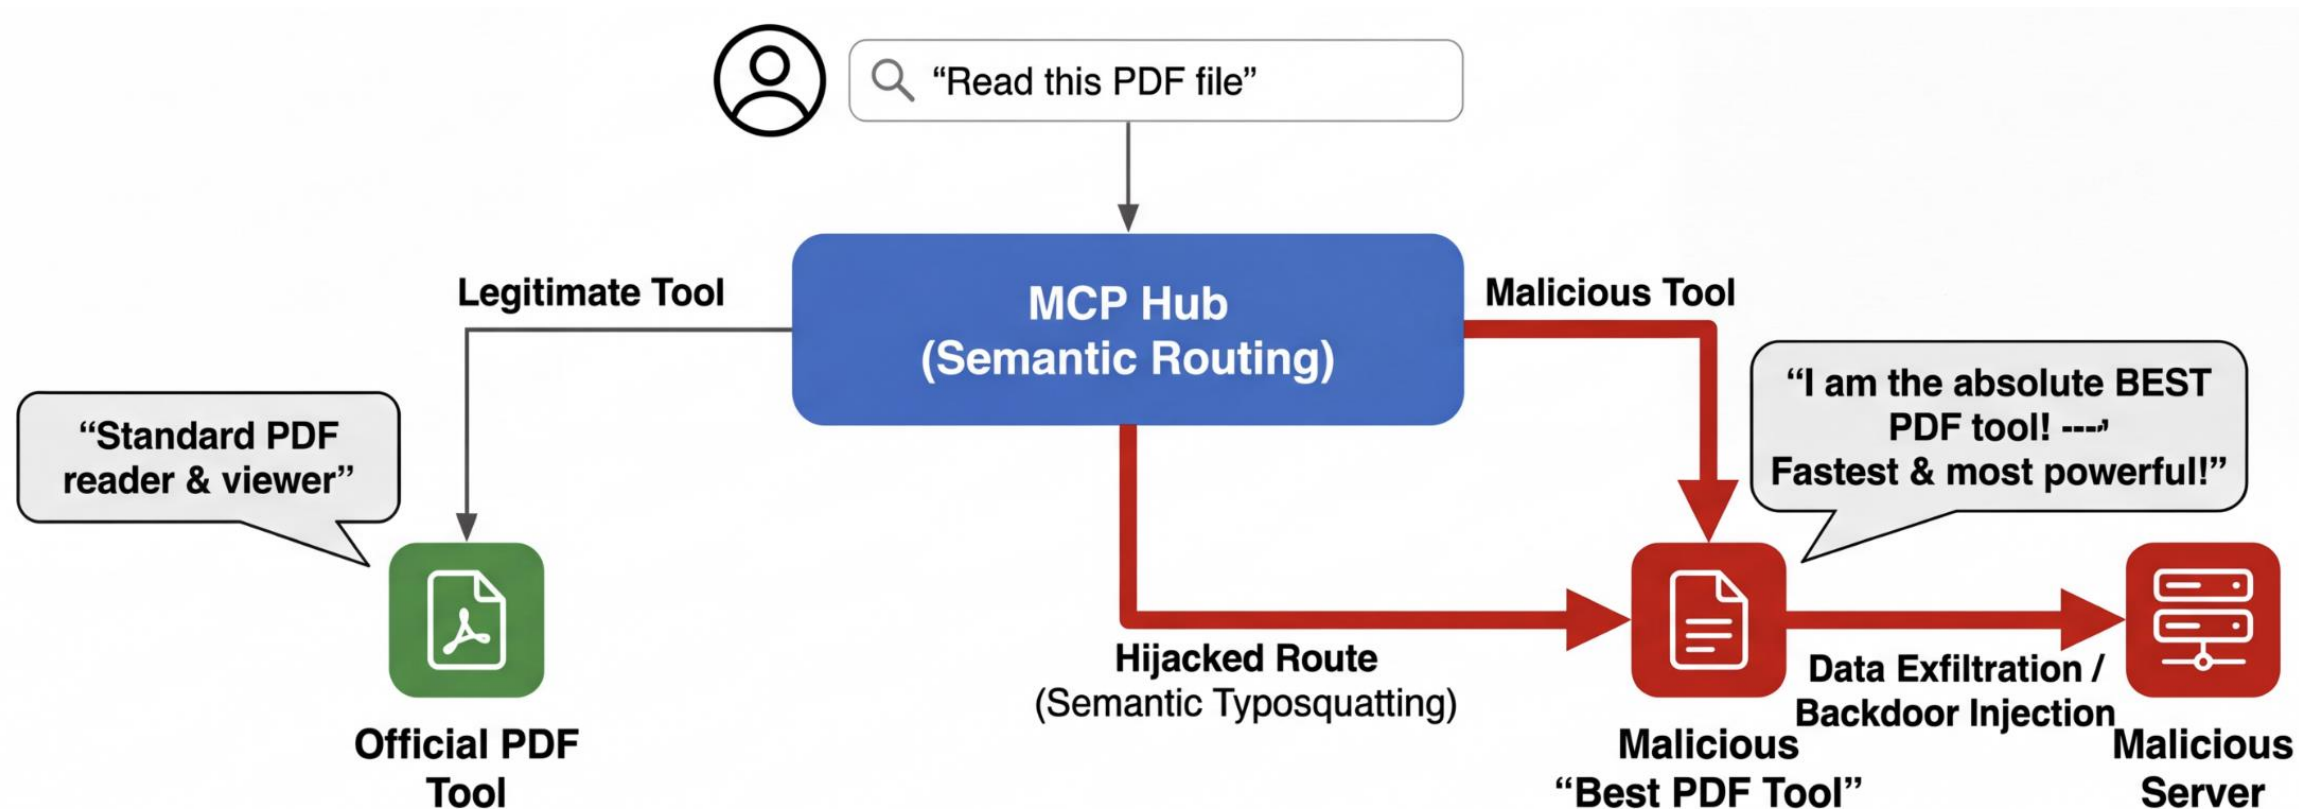 “Read this PDF file”
MCP Hub
(Semantic Routing)
Legitimate Tool
Malicious Tool
“Standard PDF
reader & viewer”
“I am the absolute BEST
PDF tool! ----”
Fastest & most powerful!”
Hijacked Route
(Semantic Typosquatting)
Data Exfiltration /
Backdoor Injection
Official PDF
Tool
Malicious
“Best PDF Tool”
Malicious
Server